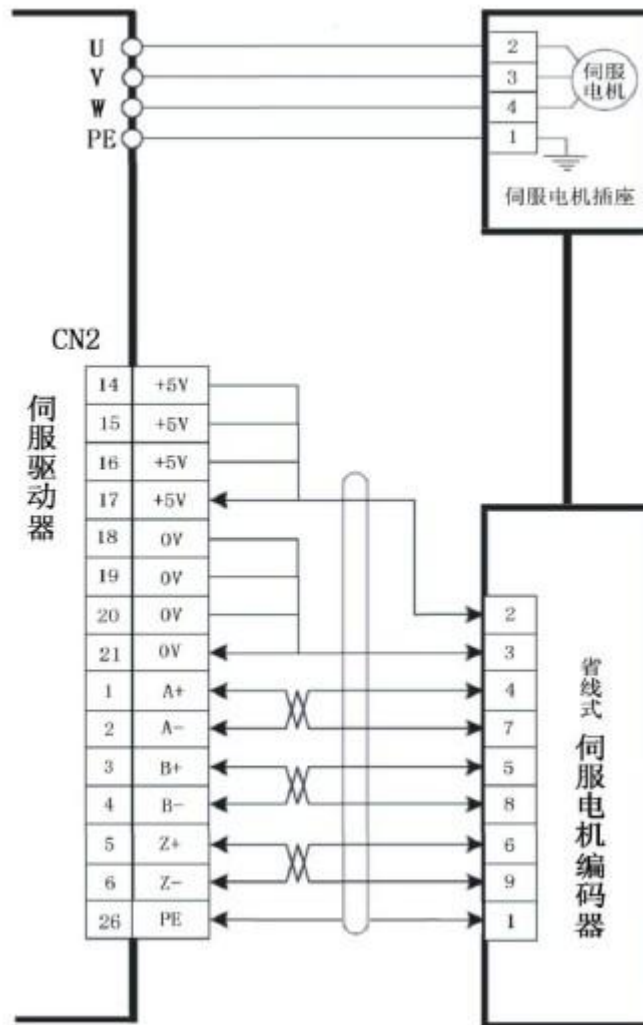 U
V
W
PE
2
3
4
1
伺服
电机
伺服电机插座
CN2
伺服驱动器
14 +5V
15 +5V
16 +5V
17 +5V
18 0V
19 0V
20 0V
21 0V
1 A+
2 A-
3 B+
4 B-
5 Z+
6 Z-
26 PE
2
3
4
7
5
8
6
9
1
省线式
伺服电机编码器